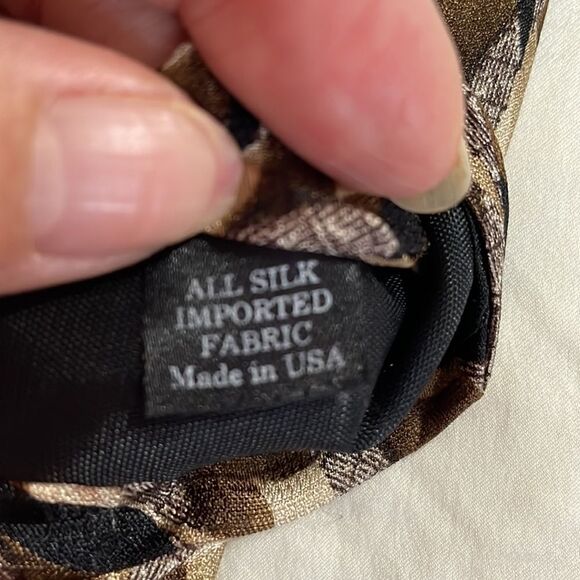 ALL SILK
IMPORTED
FABRIC
Made in USA